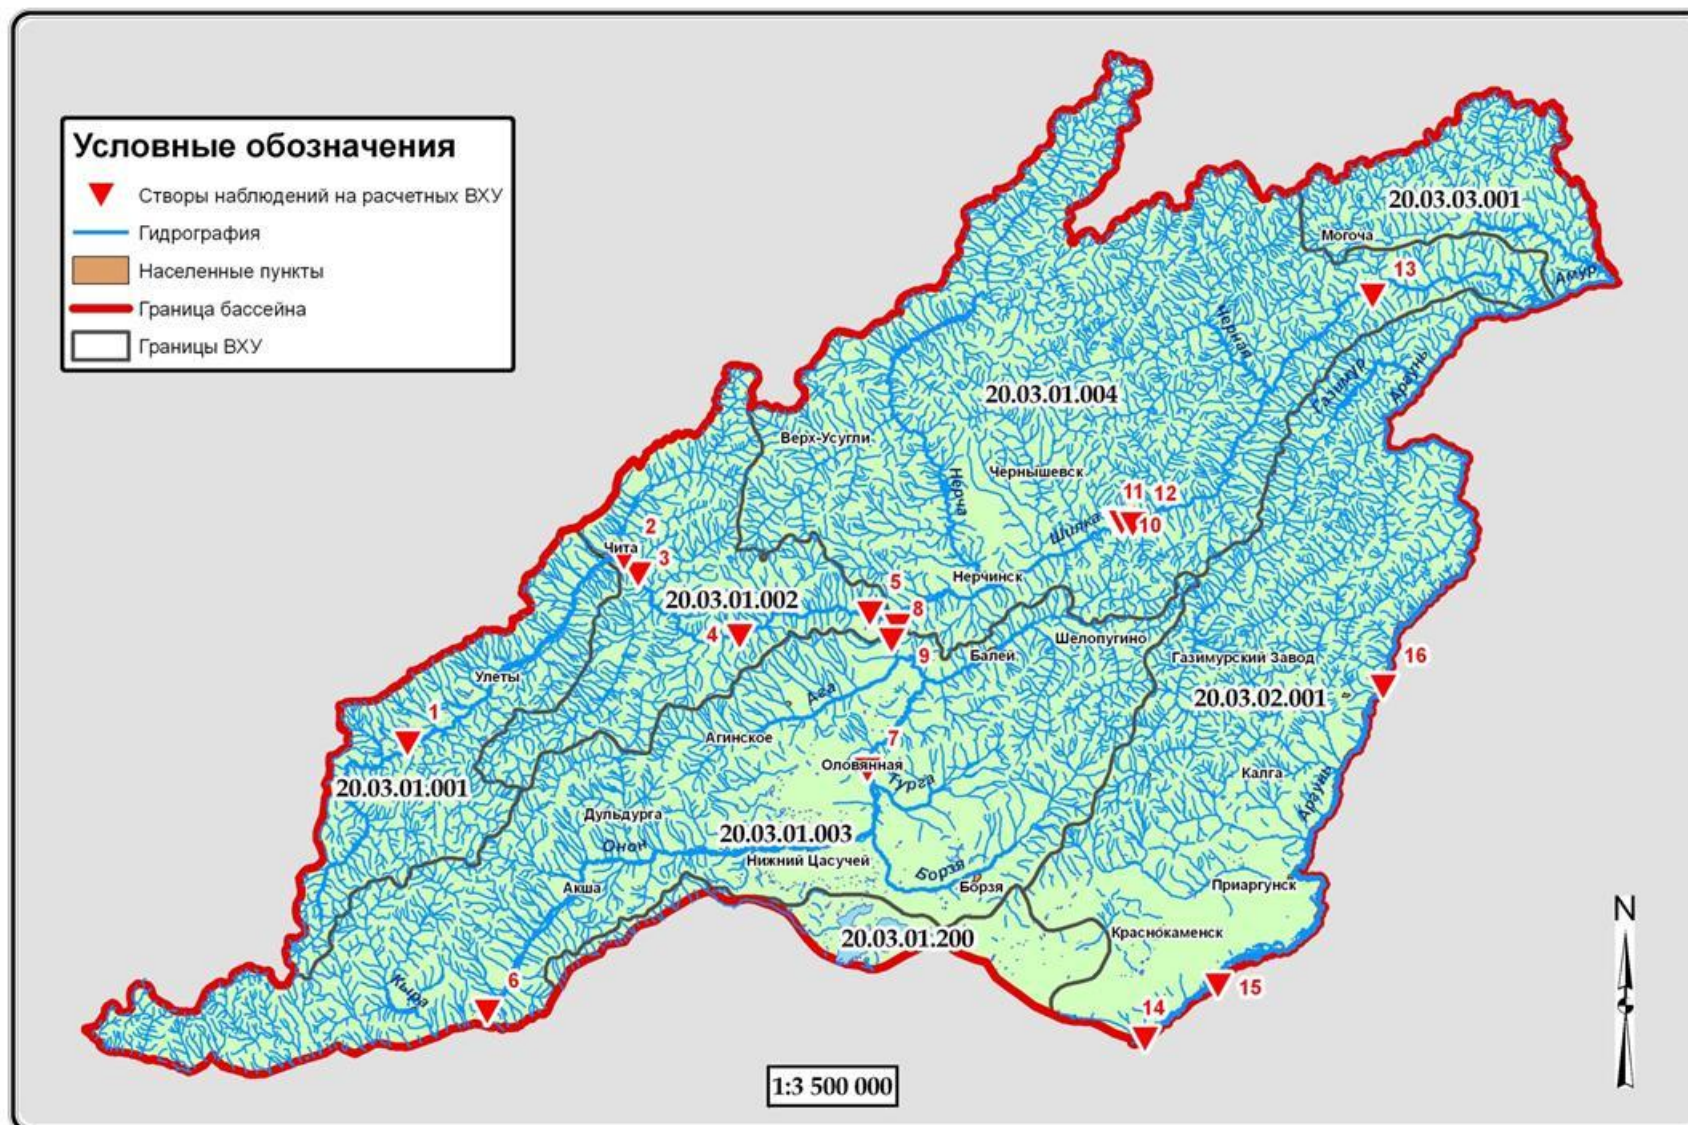 Условные обозначения
Створы наблюдений на расчетных ВХУ
Гидрография
Населенные пункты
Граница бассейна
Границы ВХУ
20.03.03.001
Могоча
13
Амур
Черная
Газимур
Аргунь
20.03.01.004
Верх-Усугли
Чернышевск
Нерча
11
12
Шилка
10
2
Чита
3
Нерчинск
5
20.03.01.002
8
4
Шелопугино
Балей
9
Газимурский Завод
16
Улеты
20.03.02.001
Ага
1
Агинское
7
Оловянная
Турга
Калга
20.03.01.001
Аргунь
Дульдурга
20.03.01.003
Онон
Нижний Цасучей
Борзя
Акша
Борзя
Приаргунск
20.03.01.200
Краснокаменск
N
6
Кыра
15
14
1:3 500 000